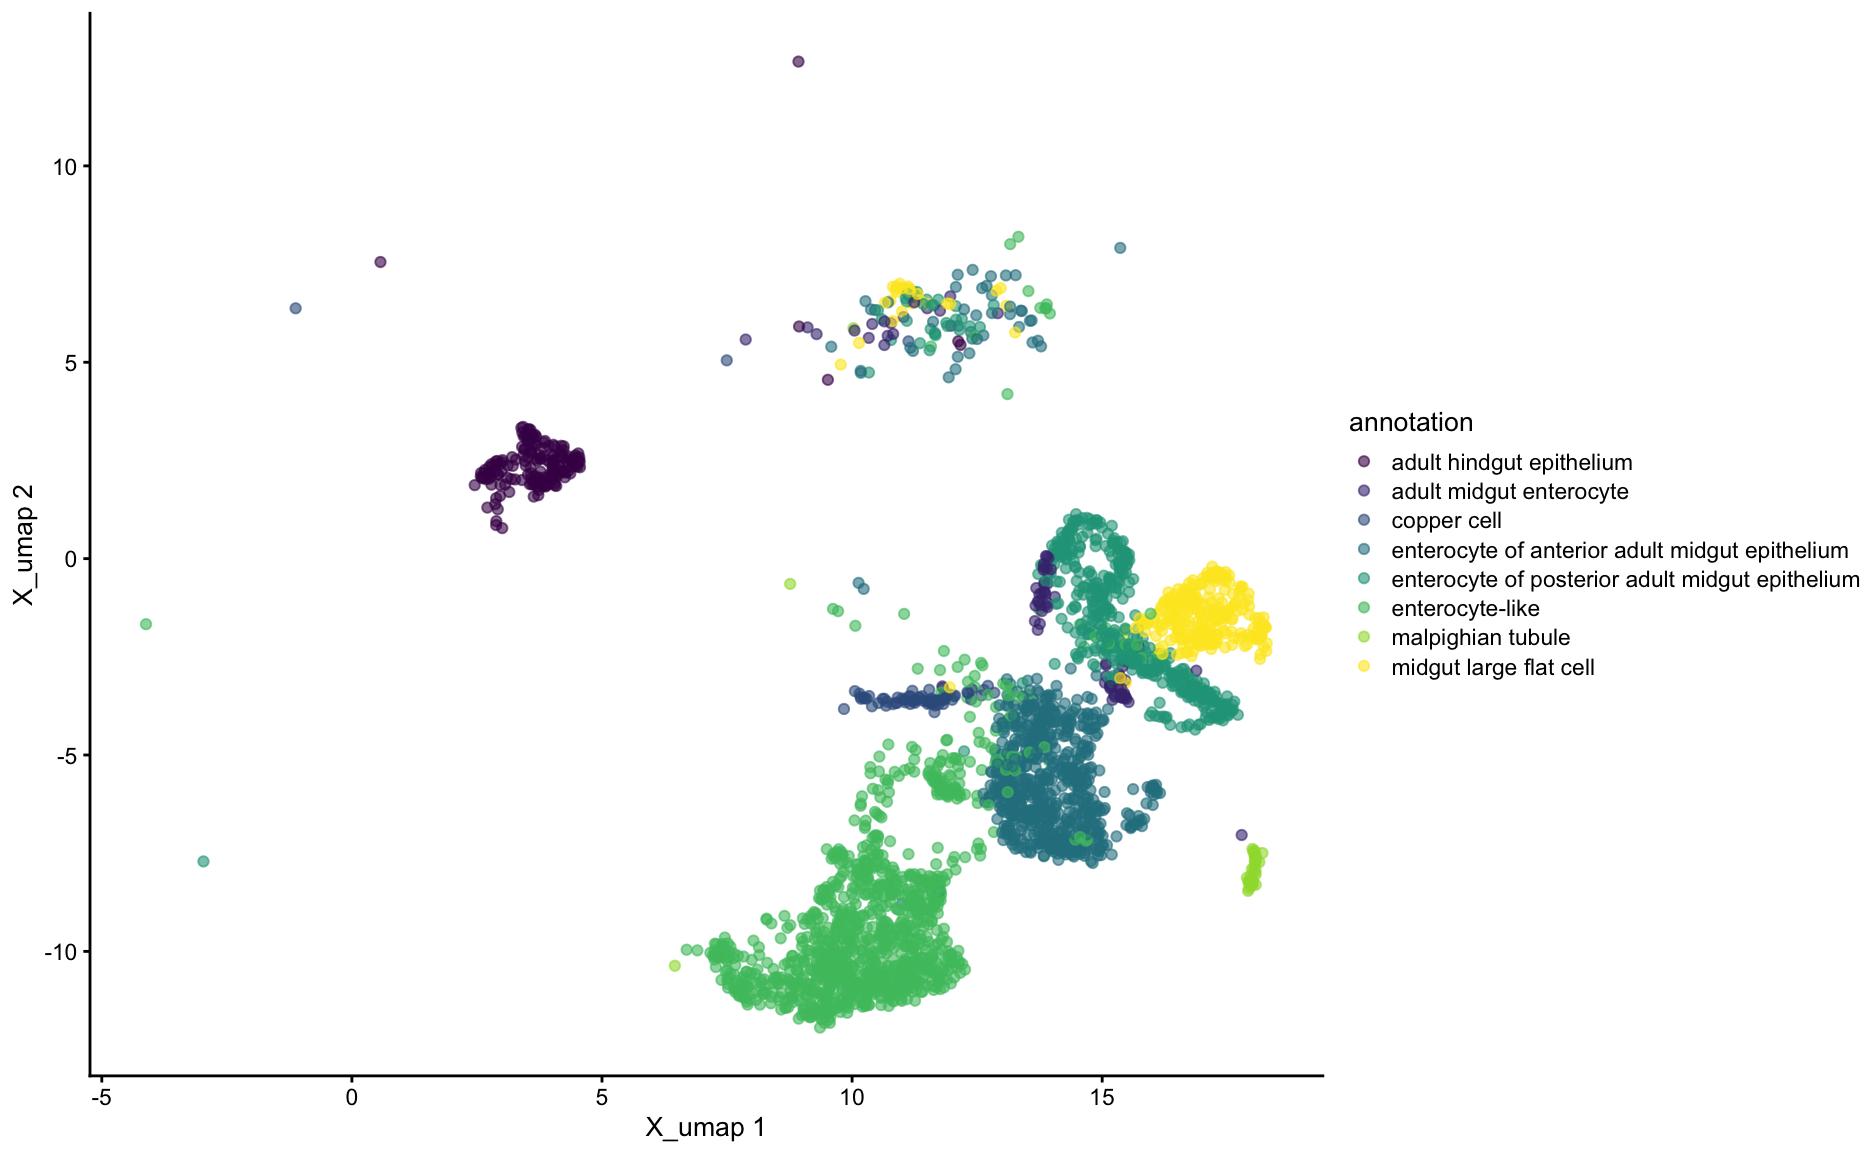 10
5
0
-5
-10
X_umap 2
-5
0
5
10
15
X_umap 1
annotation
adult hindgut epithelium
adult midgut enterocyte
copper cell
enterocyte of anterior adult midgut epithelium
enterocyte of posterior adult midgut epithelium
enterocyte-like
malpighian tubule
midgut large flat cell